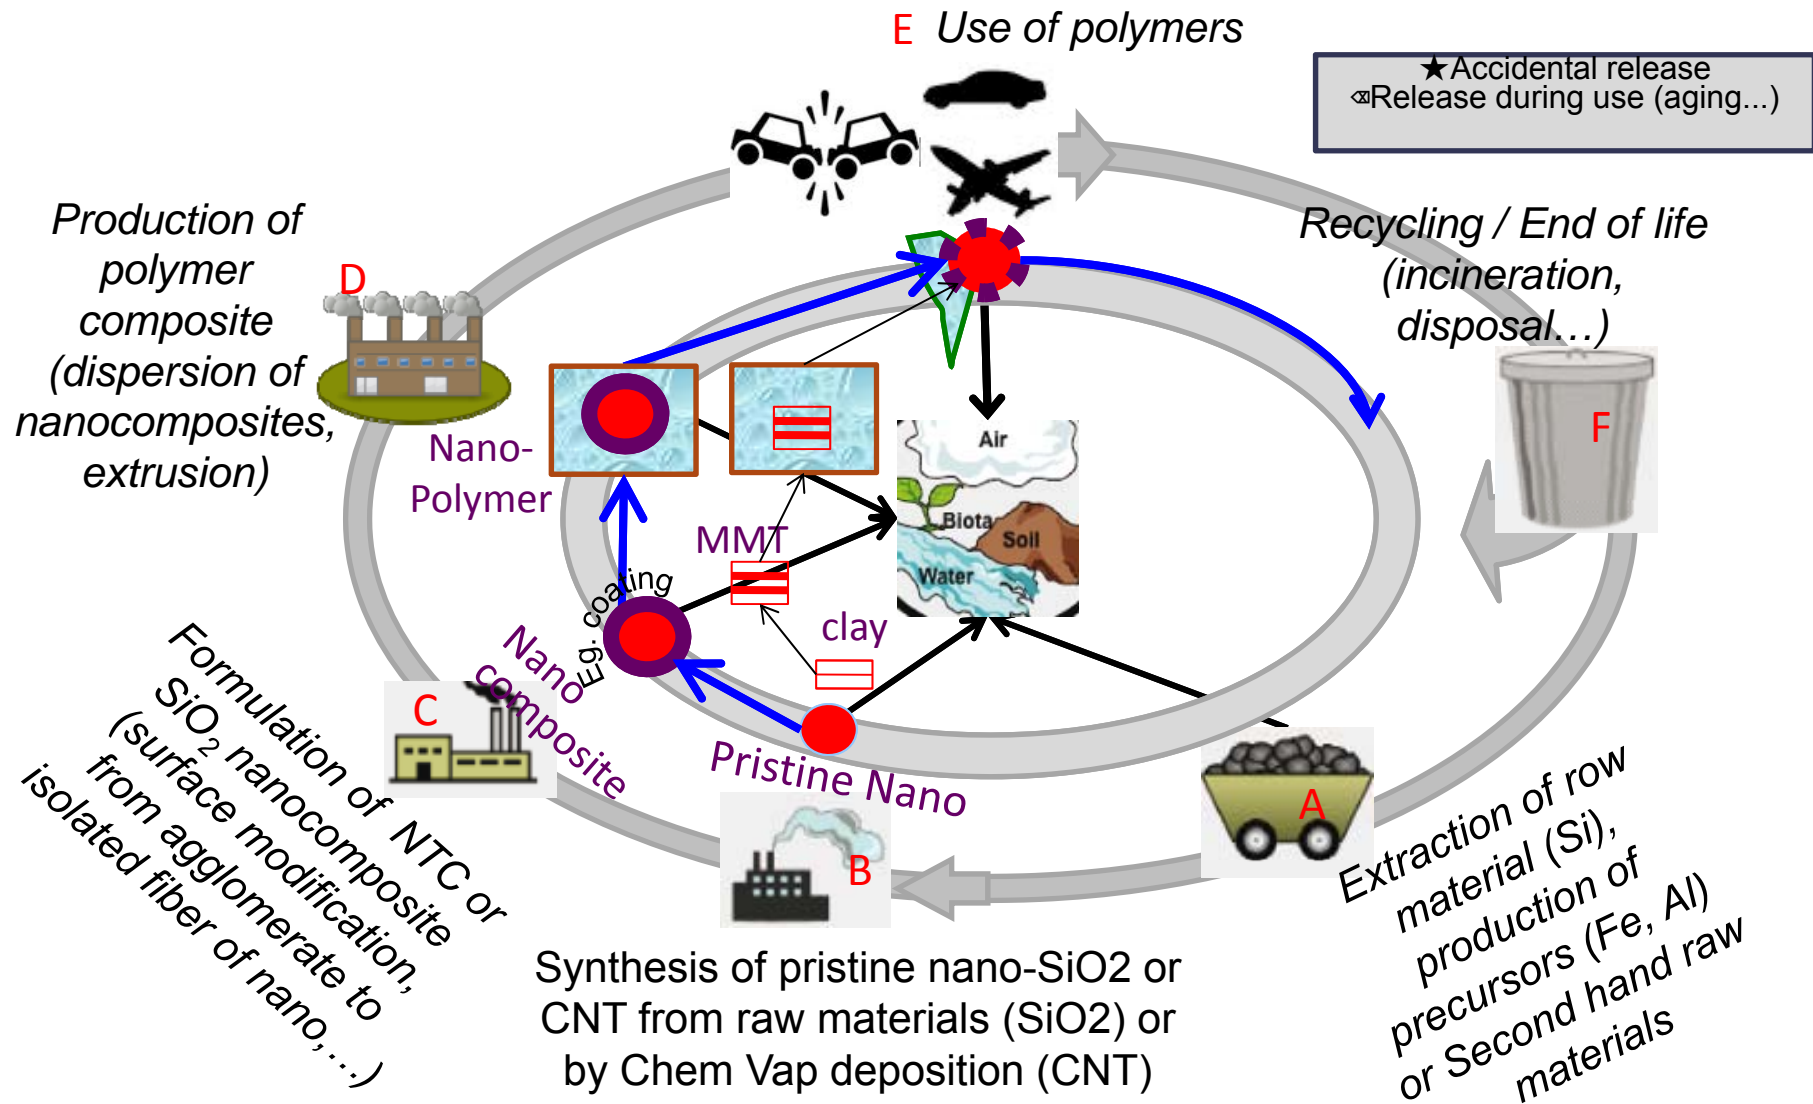 E Use of polymers
★Accidental release
⌫Release during use (aging...)
Production of
polymer
D
composite
(dispersion of
nanocomposites,
extrusion)
Recycling / End of life
(incineration,
disposal…)
F
Nano-
Polymer
Air
Biota
Soil
Water
MMT
clay
Eg. coating
Nano
composite
Pristine Nano
C
Formulation of NTC or
SiO2 nanocomposite
(surface modification,
from agglomerate to
isolated fiber of nano,…)
B
Synthesis of pristine nano-SiO2 or
CNT from raw materials (SiO2) or
by Chem Vap deposition (CNT)
A
Extraction of row
material (Si),
production of
precursors (Fe, Al)
or Second hand raw
materials